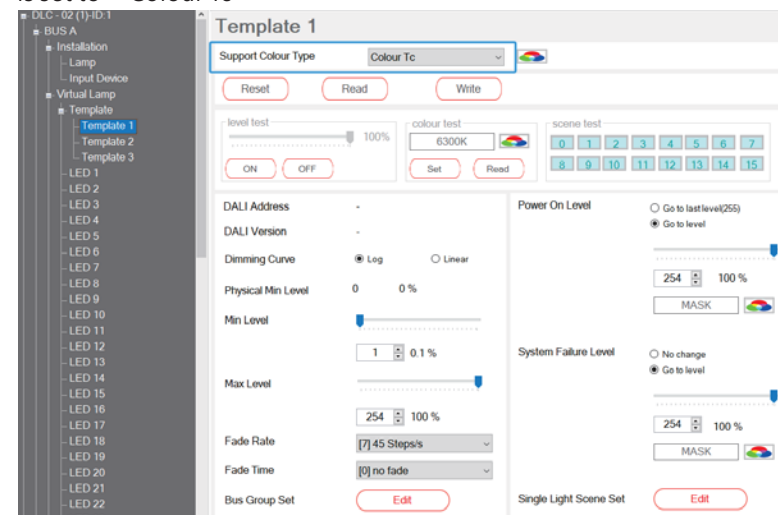 DLC - 02 (1)-ID:1
BUS A
Installation
Lamp
Input Device
Virtual Lamp
Template
Template 1
Template 2
Template 3
LED 1
LED 2
LED 3
LED 4
LED 5
LED 6
LED 7
LED 8
LED 9
LED 10
LED 11
LED 12
LED 13
LED 14
LED 15
LED 16
LED 17
LED 18
LED 19
LED 20
LED 21
LED 22
Template 1
Support Colour Type Colour Tc
Reset Read Write
level test colour test scene test
100% 6300K 0 1 2 3 4 5 6 7
ON OFF Set Read 8 9 10 11 12 13 14 15
DALI Address -
DALI Version -
Dimming Curve Log Linear
Physical Min Level 0 0 %
Min Level
1 0.1 %
Max Level
254 100 %
Fade Rate [7] 45 Steps/s
Fade Time [0] no fade
Bus Group Set Edit
Power On Level Go to last level(255)
Go to level
254 100 %
MASK
System Failure Level No change
Go to level
254 100 %
MASK
Single Light Scene Set Edit